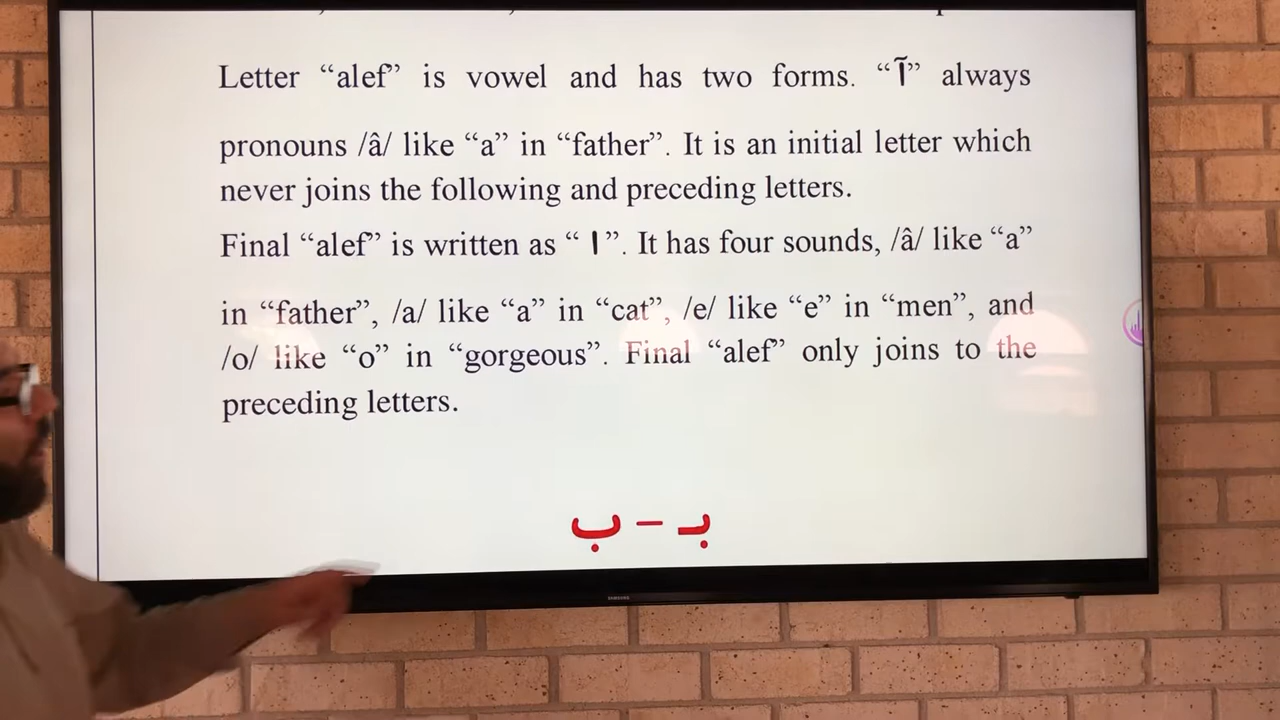 Letter “alef” is vowel and has two forms. “آ” always
pronouns /â/ like “a” in “father”. It is an initial letter which
never joins the following and preceding letters.
Final “alef” is written as “ ا ”. It has four sounds, /â/ like “a”
in “father”, /a/ like “a” in “cat”, /e/ like “e” in “men”, and
/o/ like “o” in “gorgeous”. Final “alef” only joins to the
preceding letters.
بـ – ب
SAMSUNG